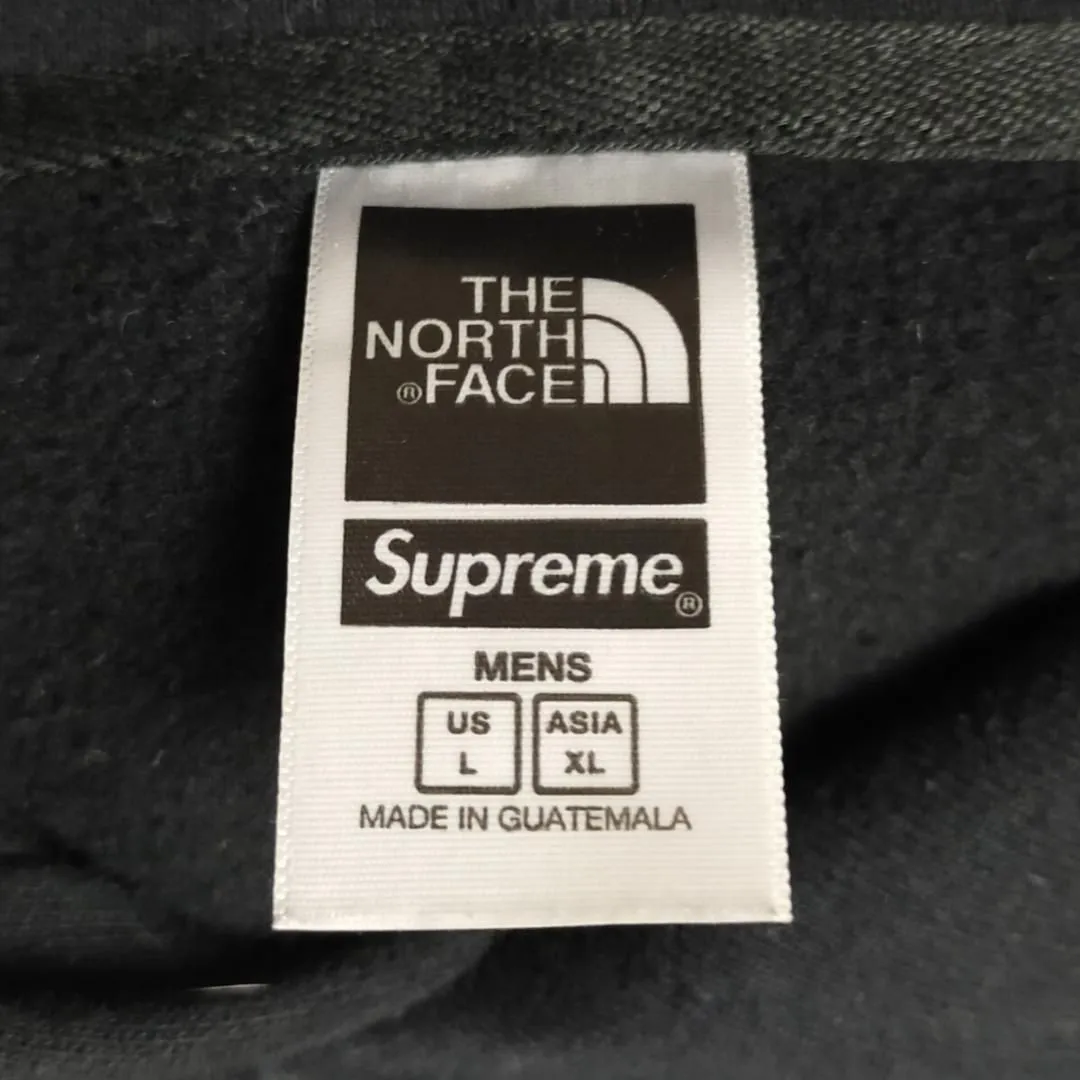 THE
NORTH
®FACE
Supreme®
MENS
US ASIA
L XL
MADE IN GUATEMALA